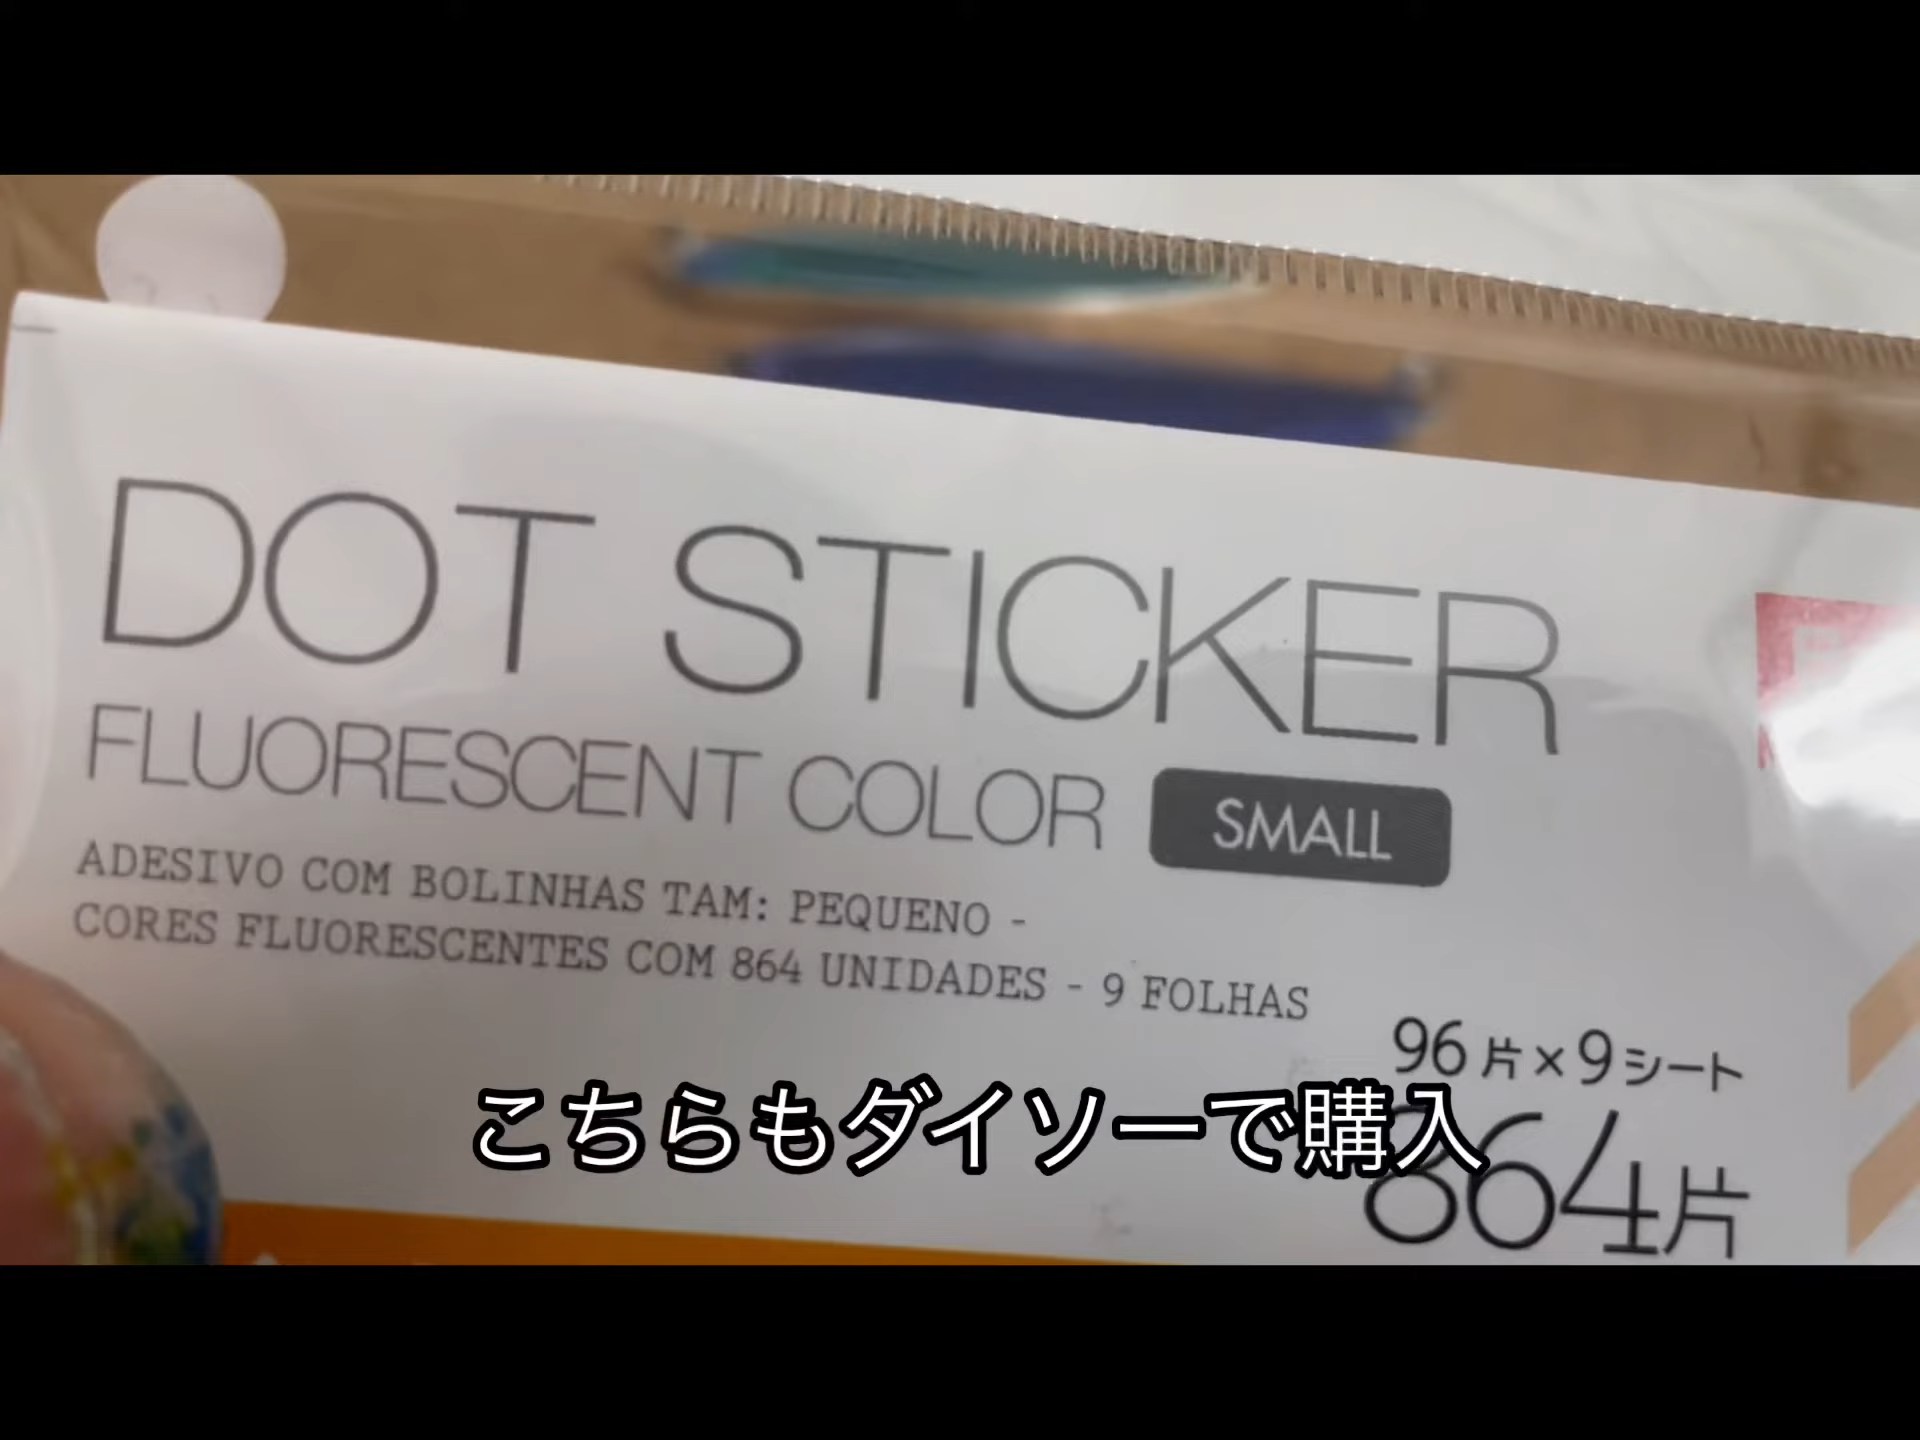 DOT STICKER
FLUORESCENT COLOR SMALL
ADESIVO COM BOLINHAS TAM: PEQUENO -
CORES FLUORESCENTES COM 864 UNIDADES - 9 FOLHAS
96片×9シート
864片
こちらもダイソーで購入